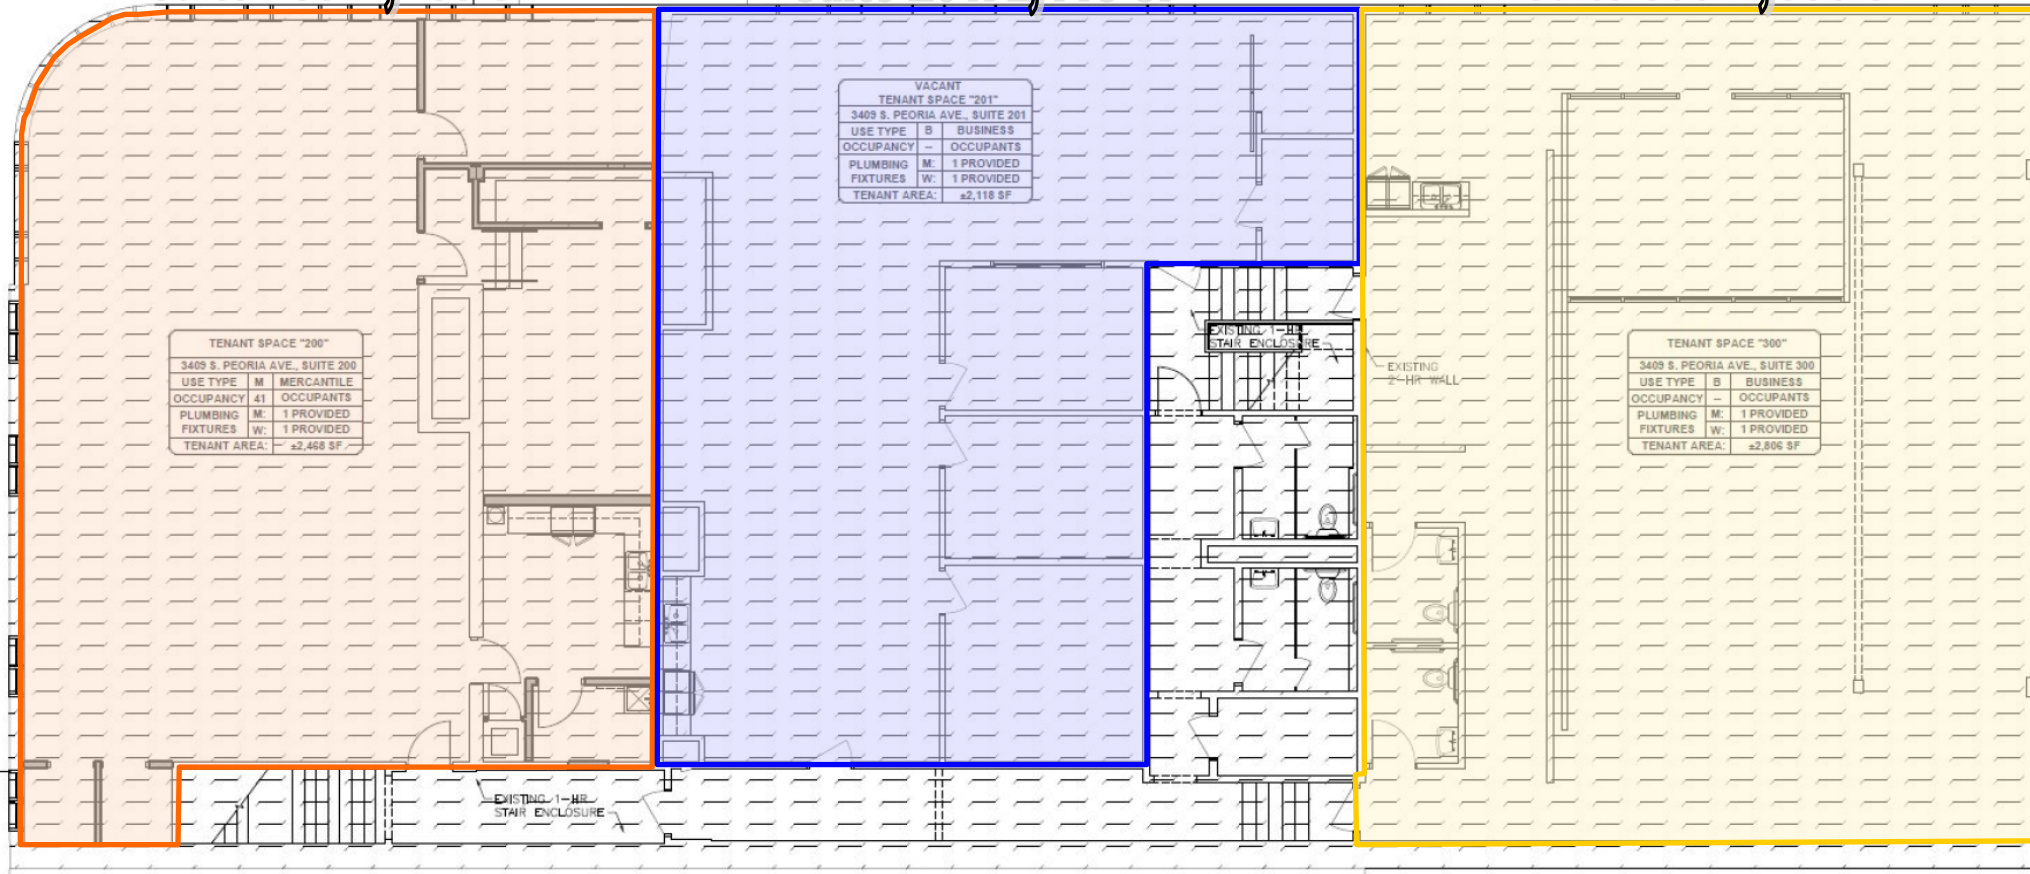 VACANT
TENANT SPACE "201"
3409 S. PEORIA AVE., SUITE 201
USE TYPE B BUSINESS
OCCUPANCY -- OCCUPANTS
PLUMBING FIXTURES M: 1 PROVIDED
W: 1 PROVIDED
TENANT AREA: ±2,118 SF
TENANT SPACE "200"
3409 S. PEORIA AVE., SUITE 200
USE TYPE M MERCANTILE
OCCUPANCY 41 OCCUPANTS
PLUMBING FIXTURES M: 1 PROVIDED
W: 1 PROVIDED
TENANT AREA: ±2,468 SF
EXISTING 1-HR
STAIR ENCLOSURE
EXISTING
2-HR WALL
TENANT SPACE "300"
3409 S. PEORIA AVE., SUITE 300
USE TYPE B BUSINESS
OCCUPANCY -- OCCUPANTS
PLUMBING FIXTURES M: 1 PROVIDED
W: 1 PROVIDED
TENANT AREA: ±2,806 SF
EXISTING 1-HR
STAIR ENCLOSURE